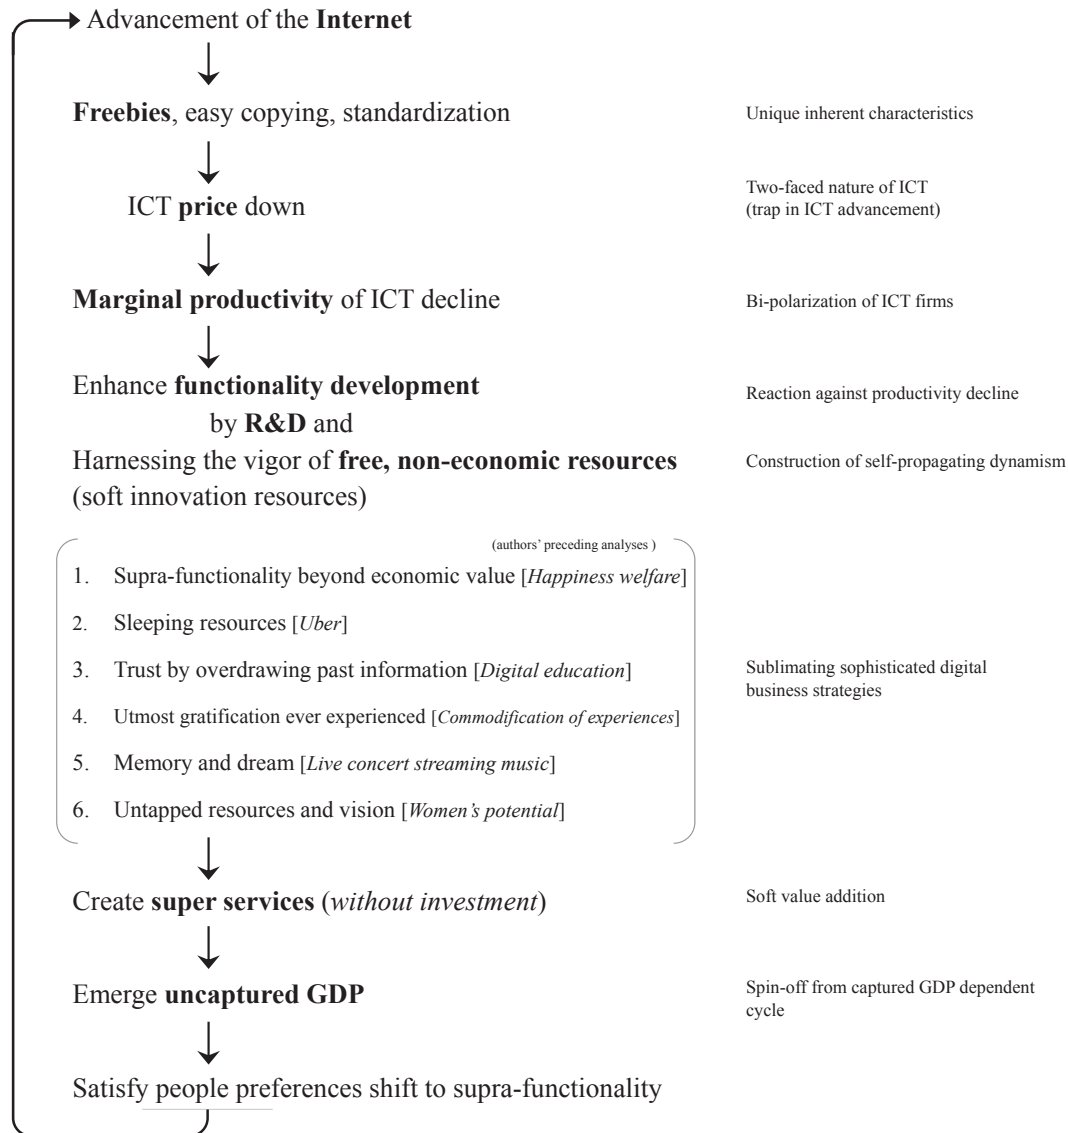 Advancement of the Internet
Freebies, easy copying, standardization
Unique inherent characteristics
ICT price down
Two-faced nature of ICT
(trap in ICT advancement)
Marginal productivity of ICT decline
Bi-polarization of ICT firms
Enhance functionality development
by R&D and
Reaction against productivity decline
Harnessing the vigor of free, non-economic resources
(soft innovation resources)
Construction of self-propagating dynamism
(authors' preceding analyses )
1. Supra-functionality beyond economic value [Happiness welfare]
2. Sleeping resources [Uber]
3. Trust by overdrawing past information [Digital education]
4. Utmost gratification ever experienced [Commodification of experiences]
5. Memory and dream [Live concert streaming music]
6. Untapped resources and vision [Women's potential]
Sublimating sophisticated digital
business strategies
Create super services (without investment)
Soft value addition
Emerge uncaptured GDP
Spin-off from captured GDP dependent
cycle
Satisfy people preferences shift to supra-functionality